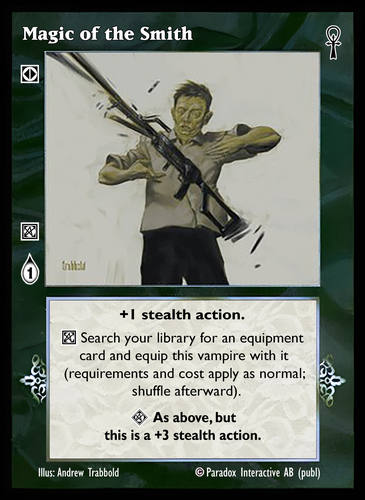 Magic of the Smith
Trabbold
1
+1 stealth action.
Search your library for an equipment
card and equip this vampire with it
(requirements and cost apply as normal;
shuffle afterward).
As above, but
this is a +3 stealth action.
Illus: Andrew Trabbold
© Paradox Interactive AB (publ)